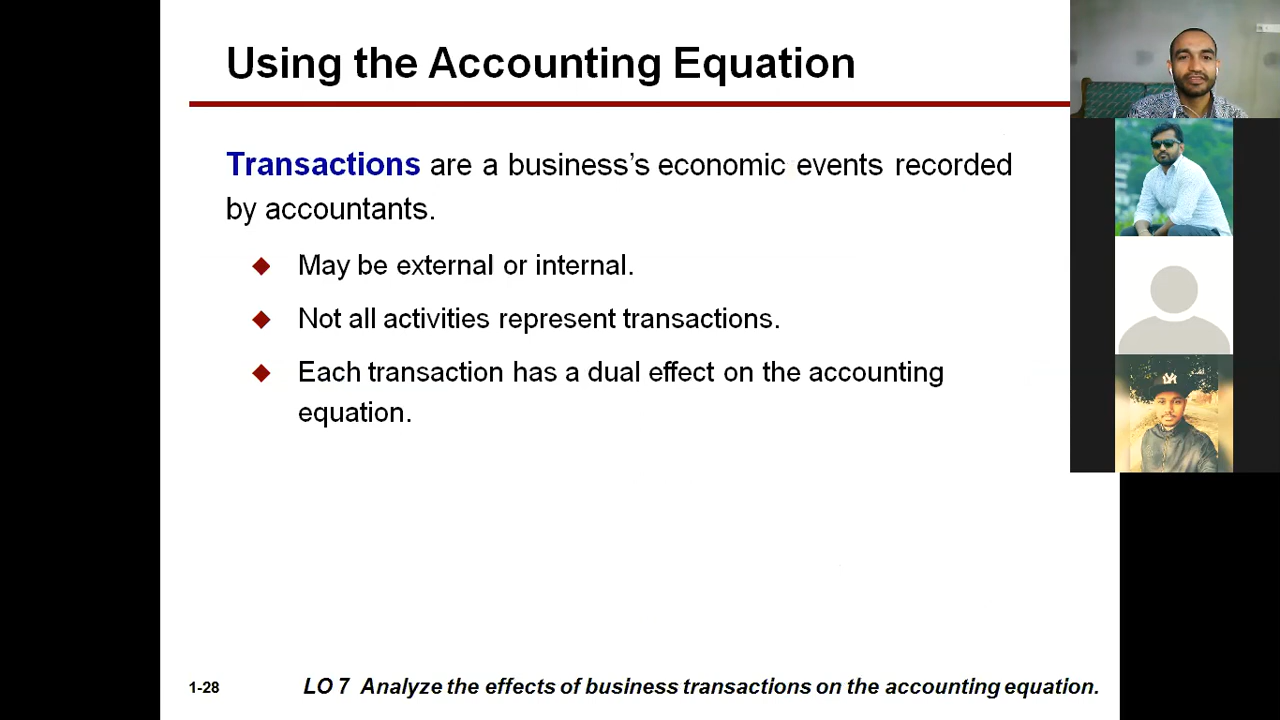 Using the Accounting Equation
Transactions are a business’s economic events recorded
by accountants.
May be external or internal.
Not all activities represent transactions.
Each transaction has a dual effect on the accounting
equation.
1-28
LO 7 Analyze the effects of business transactions on the accounting equation.